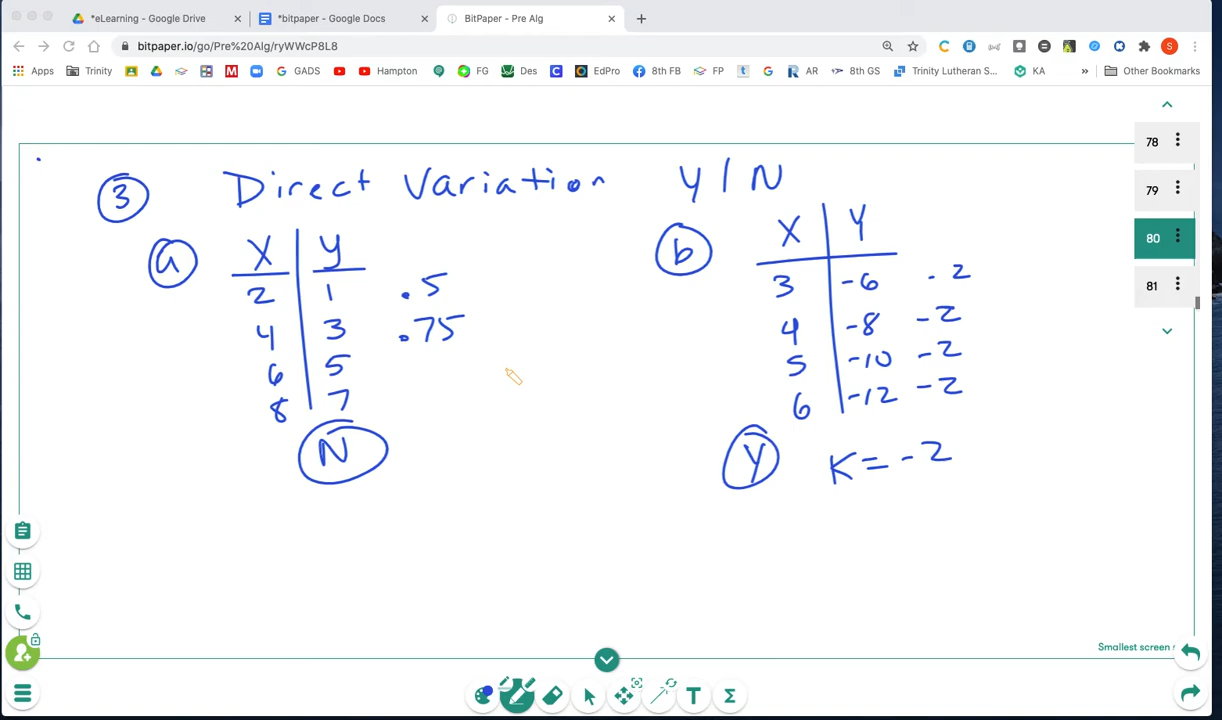 *eLearning - Google Drive
*bitpaper - Google Docs
BitPaper - Pre Alg
bitpaper.io/go/Pre%20Alg/ryWWcP8L8
Apps Trinity GADS Hampton FG Des EdPro 8th FB FP AR 8th GS Trinity Lutheran S... KA » Other Bookmarks
78
79
80
81
3 Direct Variation Y/N
a
X Y
2 1 .5
4 3 .75
6 5
8 7
N
b
X Y
3 -6 -2
4 -8 -2
5 -10 -2
6 -12 -2
Y K = -2
Smallest screen